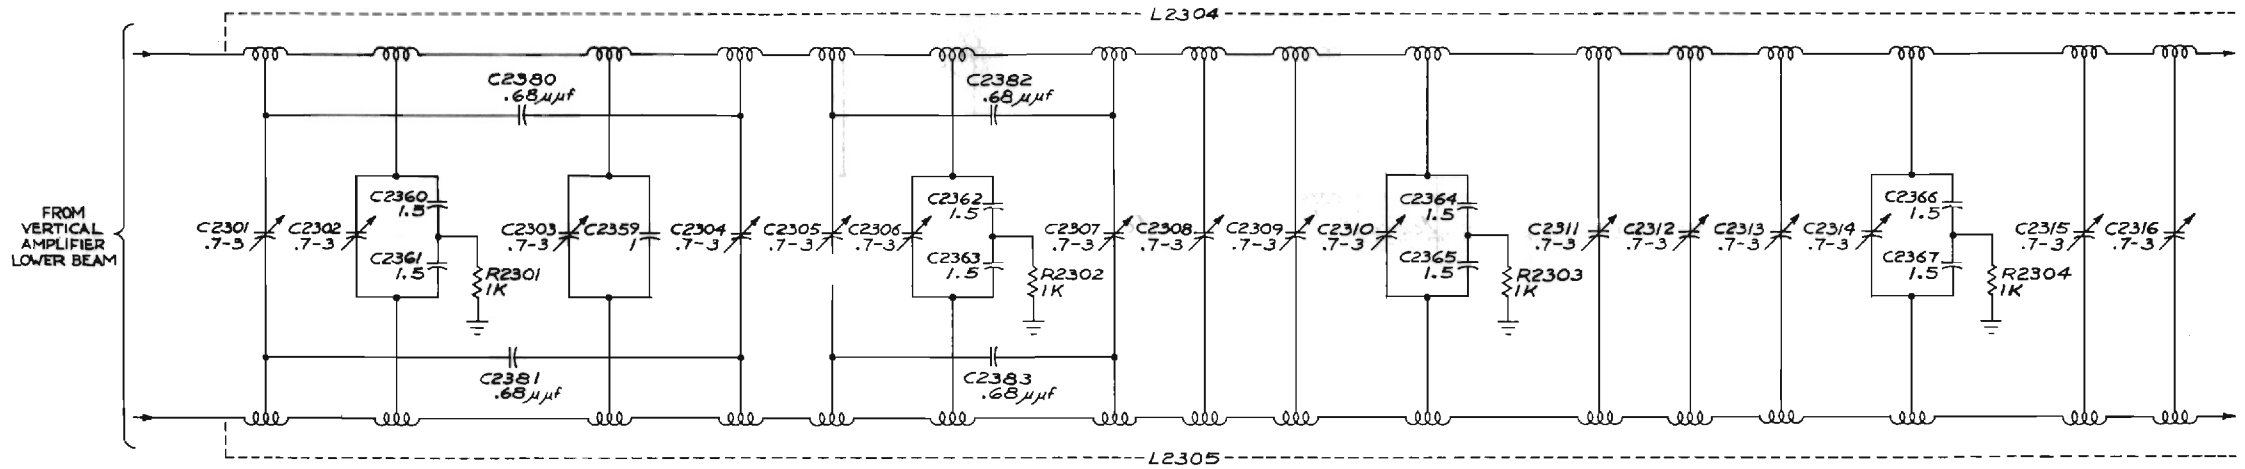 L2304
C2380
.68µµf
C2382
.68µµf
FROM
VERTICAL
AMPLIFIER
LOWER BEAM
C2301
.7-3
C2302
.7-3
C2360
1.5
C2361
1.5
R2301
1K
C2303
.7-3
C2359
1
C2304
.7-3
C2305
.7-3
C2306
.7-3
C2362
1.5
C2363
1.5
R2302
1K
C2307
.7-3
C2308
.7-3
C2309
.7-3
C2310
.7-3
C2364
1.5
C2365
1.5
R2303
1K
C2311
.7-3
C2312
.7-3
C2313
.7-3
C2314
.7-3
C2366
1.5
C2367
1.5
R2304
1K
C2315
.7-3
C2316
.7-3
C2381
.68µµf
C2383
.68µµf
L2305